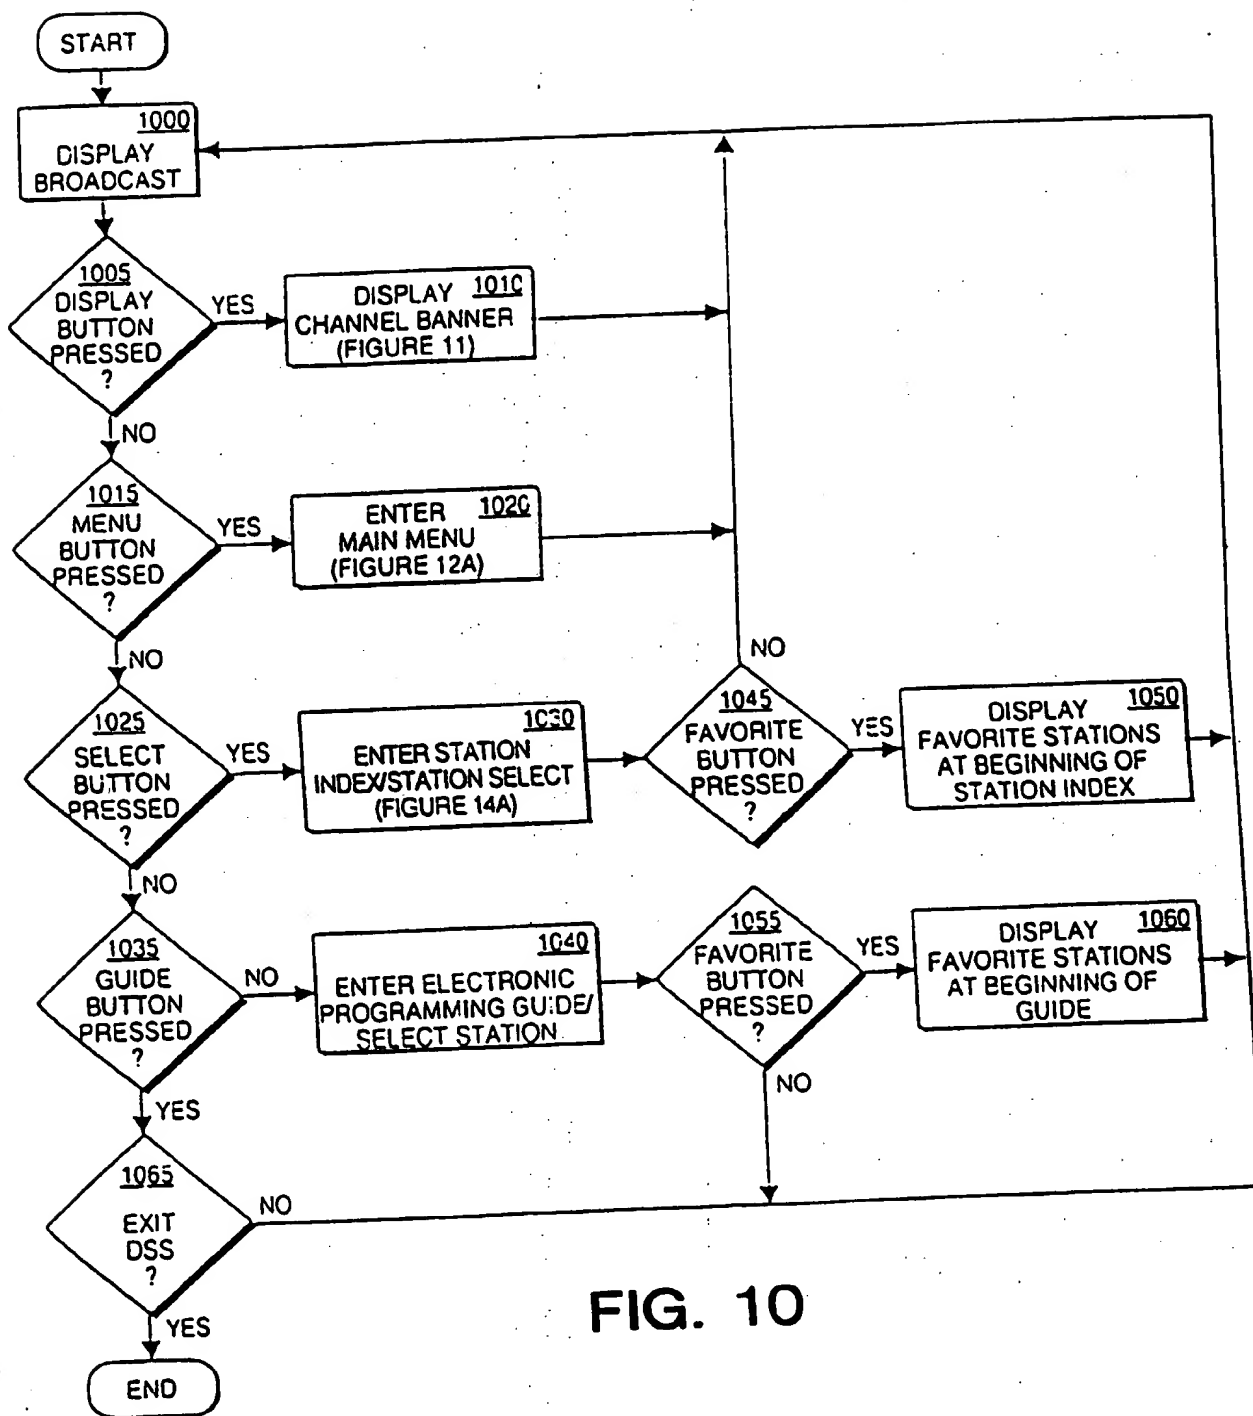 START
1000
DISPLAY
BROADCAST
1005
DISPLAY
BUTTON
PRESSED
?
YES
DISPLAY 1010
CHANNEL BANNER
(FIGURE 11)
NO
1015
MENU
BUTTON
PRESSED
?
YES
ENTER 1020
MAIN MENU
(FIGURE 12A)
NO
1025
SELECT
BUTTON
PRESSED
?
YES
1030
ENTER STATION
INDEX/STATION SELECT
(FIGURE 14A)
NO
1045
FAVORITE
BUTTON
PRESSED
?
YES
DISPLAY 1050
FAVORITE STATIONS
AT BEGINNING OF
STATION INDEX
NO
1035
GUIDE
BUTTON
PRESSED
?
NO
1040
ENTER ELECTRONIC
PROGRAMMING GUIDE/
SELECT STATION
1055
FAVORITE
BUTTON
PRESSED
?
YES
DISPLAY 1060
FAVORITE STATIONS
AT BEGINNING OF
GUIDE
NO
YES
1065
EXIT
DSS
?
NO
YES
END
FIG. 10